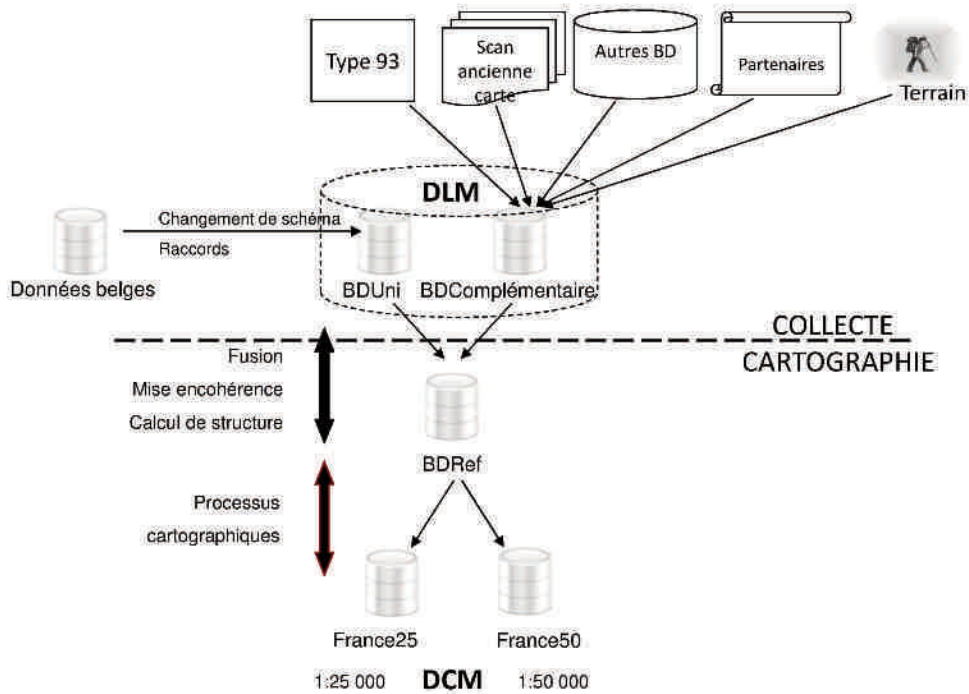 Type 93
Scan
ancienne
carte
Autres BD
Partenaires
Terrain
DLM
Changement de schéma
Raccords
Données belges
BDUni
BDComplémentaire
COLLECTE
CARTOGRAPHIE
Fusion
Mise encohérence
Calcul de structure
BDRef
Processus
cartographiques
France25
France50
1:25 000
DCM
1:50 000